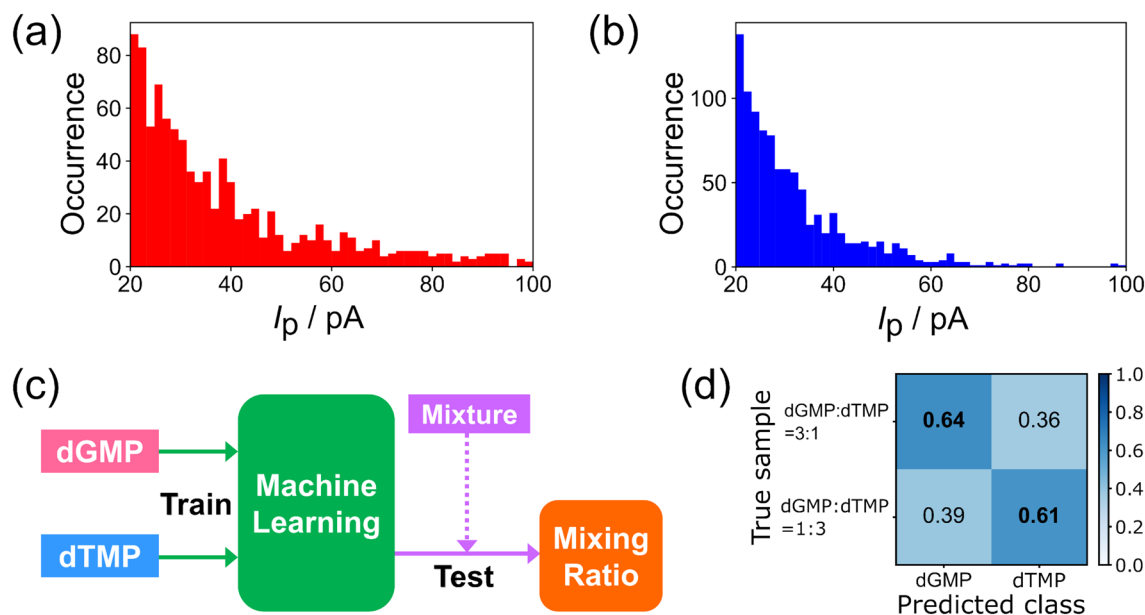 (a)
80
60
40
20
0
Occurrence
20 40 60 80 100
Ip / pA
(b)
100
50
0
Occurrence
20 40 60 80 100
Ip / pA
(c)
dGMP
dTMP
Train
Machine
Learning
Mixture
Test
Mixing
Ratio
(d)
True sample
dGMP:dTMP
=3:1
dGMP:dTMP
=1:3
0.64 0.36
0.39 0.61
dGMP dTMP
Predicted class
1.0
0.8
0.6
0.4
0.2
0.0